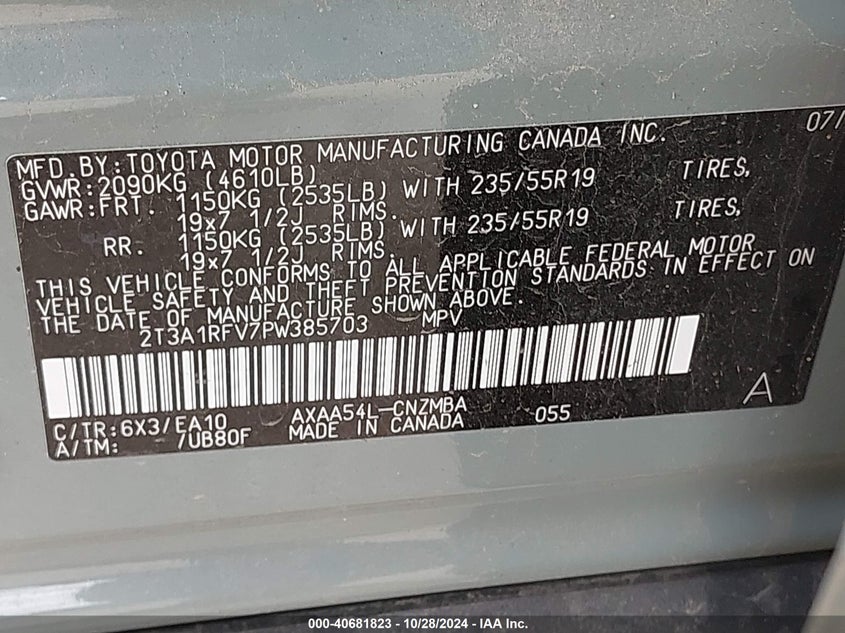 07/
MFD.BY:TOYOTA MOTOR MANUFACTURING CANADA INC.
GVWR:2090KG (4610LB)
GAWR:FRT. 1150KG (2535LB) WITH 235/55R19 TIRES,
19x7 1/2J RIMS.
RR. 1150KG (2535LB) WITH 235/55R19 TIRES,
19x7 1/2J RIMS.
THIS VEHICLE CONFORMS TO ALL APPLICABLE FEDERAL MOTOR
VEHICLE SAFETY AND THEFT PREVENTION STANDARDS IN EFFECT ON
THE DATE OF MANUFACTURE SHOWN ABOVE.
2T3A1RFV7PW385703 MPV
A
C/TR:6X3/EA10 AXAA54L-CNZMBA 055
A/TM: /UB80F MADE IN CANADA
000-40681823 - 10/28/2024 - IAA Inc.